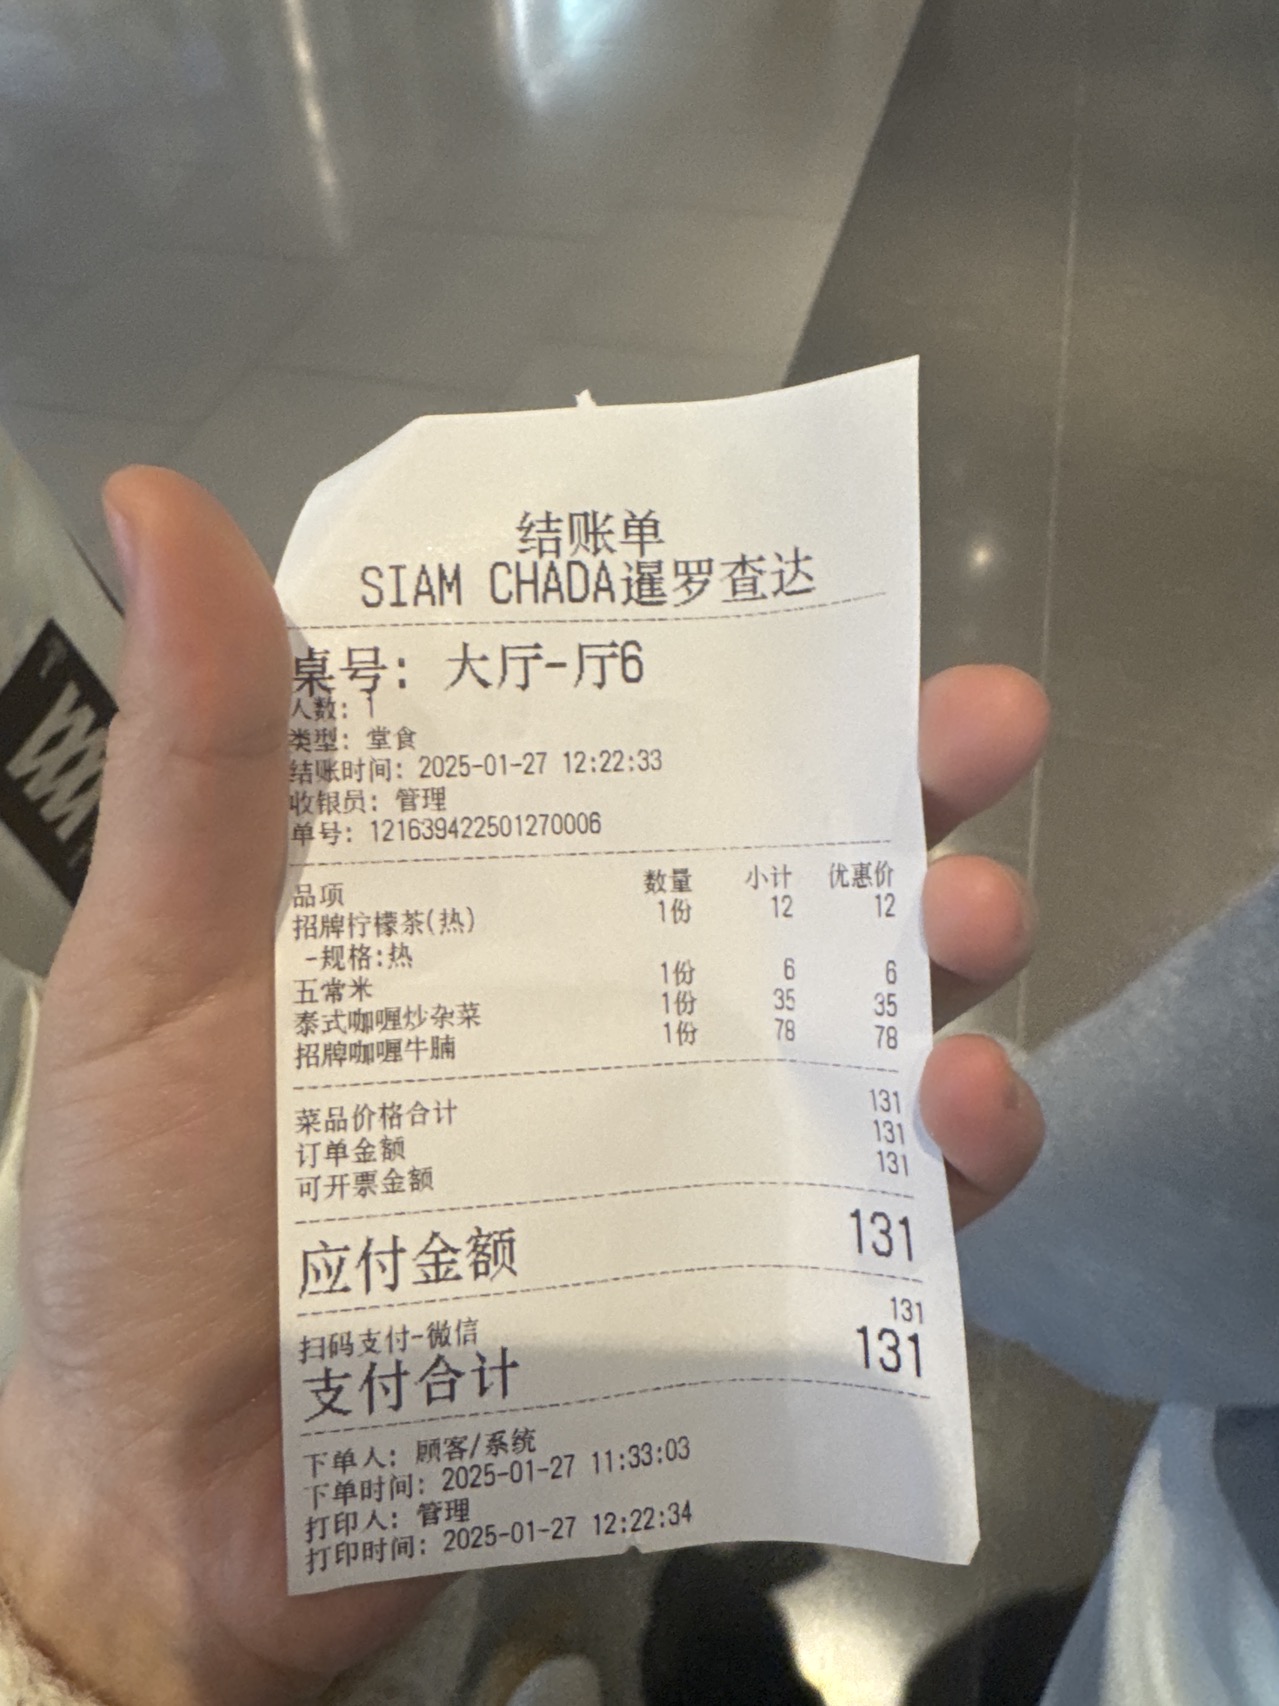 结账单
SIAM CHADA暹罗查达
桌号: 大厅-厅6
人数: 1
类型: 堂食
结账时间: 2025-01-27 12:22:33
收银员: 管理
单号: 121639422501270006
品项 数量 小计 优惠价
招牌柠檬茶(热) 1份 12 12
-规格:热
五常米 1份 6 6
泰式咖喱炒杂菜 1份 35 35
招牌咖喱牛腩 1份 78 78
菜品价格合计 131
订单金额 131
可开票金额 131
应付金额 131
扫码支付-微信 131
支付合计 131
下单人: 顾客/系统
下单时间: 2025-01-27 11:33:03
打印人: 管理
打印时间: 2025-01-27 12:22:34